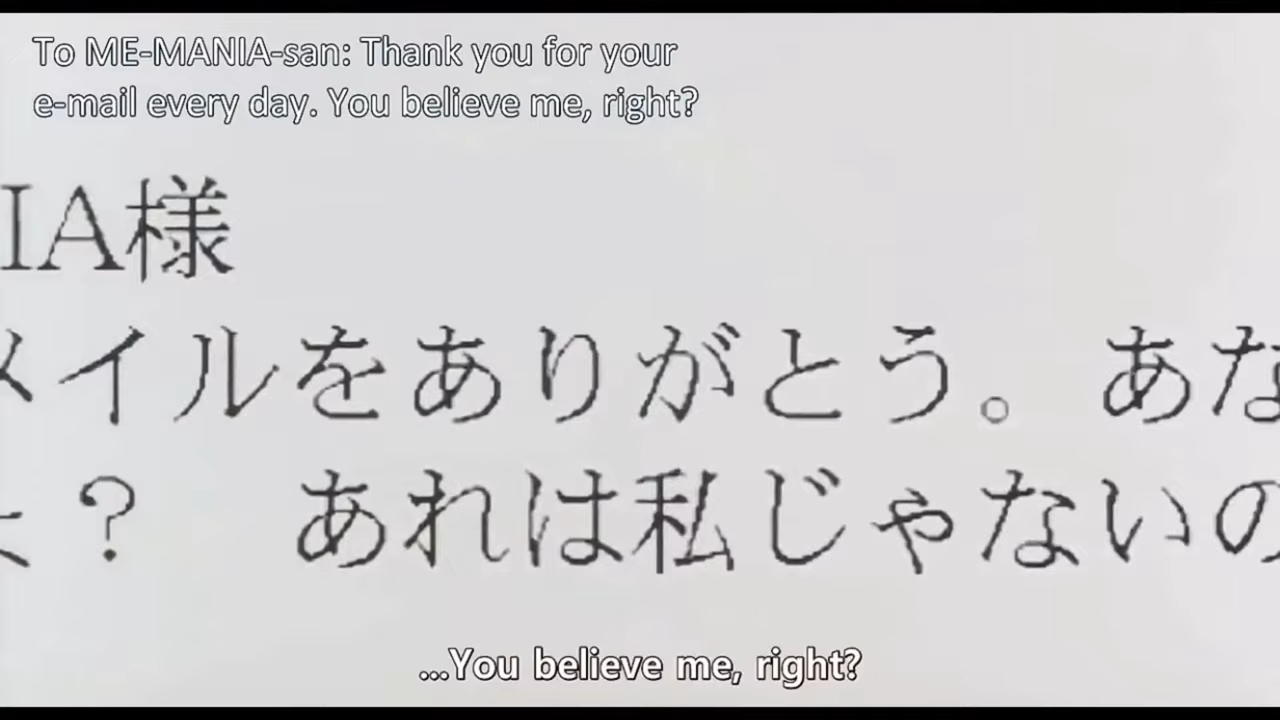 To ME-MANIA-san: Thank you for your
e-mail every day. You believe me, right?
IA様
メイルをありがとう。あな
? あれは私じゃないの
...You believe me, right?